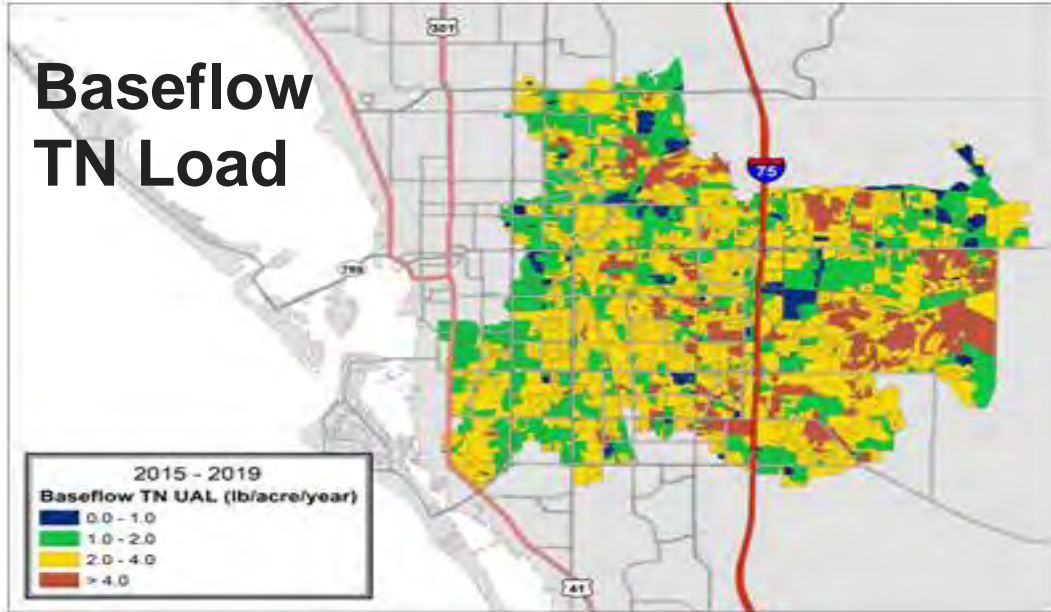 Baseflow
TN Load
301
75
789
2015 - 2019
Baseflow TN UAL (lb/acre/year)
0.0 - 1.0
1.0 - 2.0
2.0 - 4.0
> 4.0
41